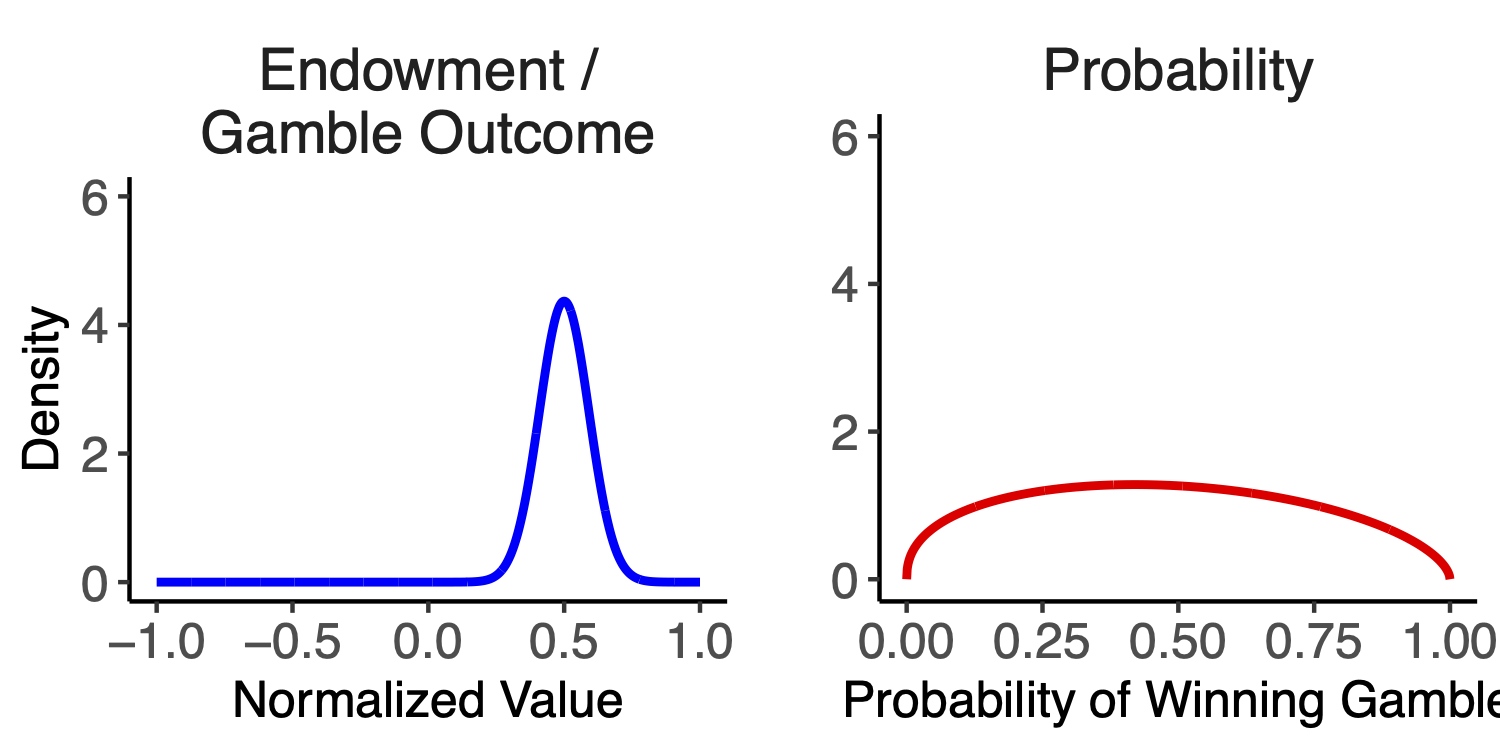 Endowment /
Gamble Outcome
6
4
2
0
Density
−1.0 −0.5 0.0 0.5 1.0
Normalized Value
Probability
6
4
2
0
0.00 0.25 0.50 0.75 1.00
Probability of Winning Gamble